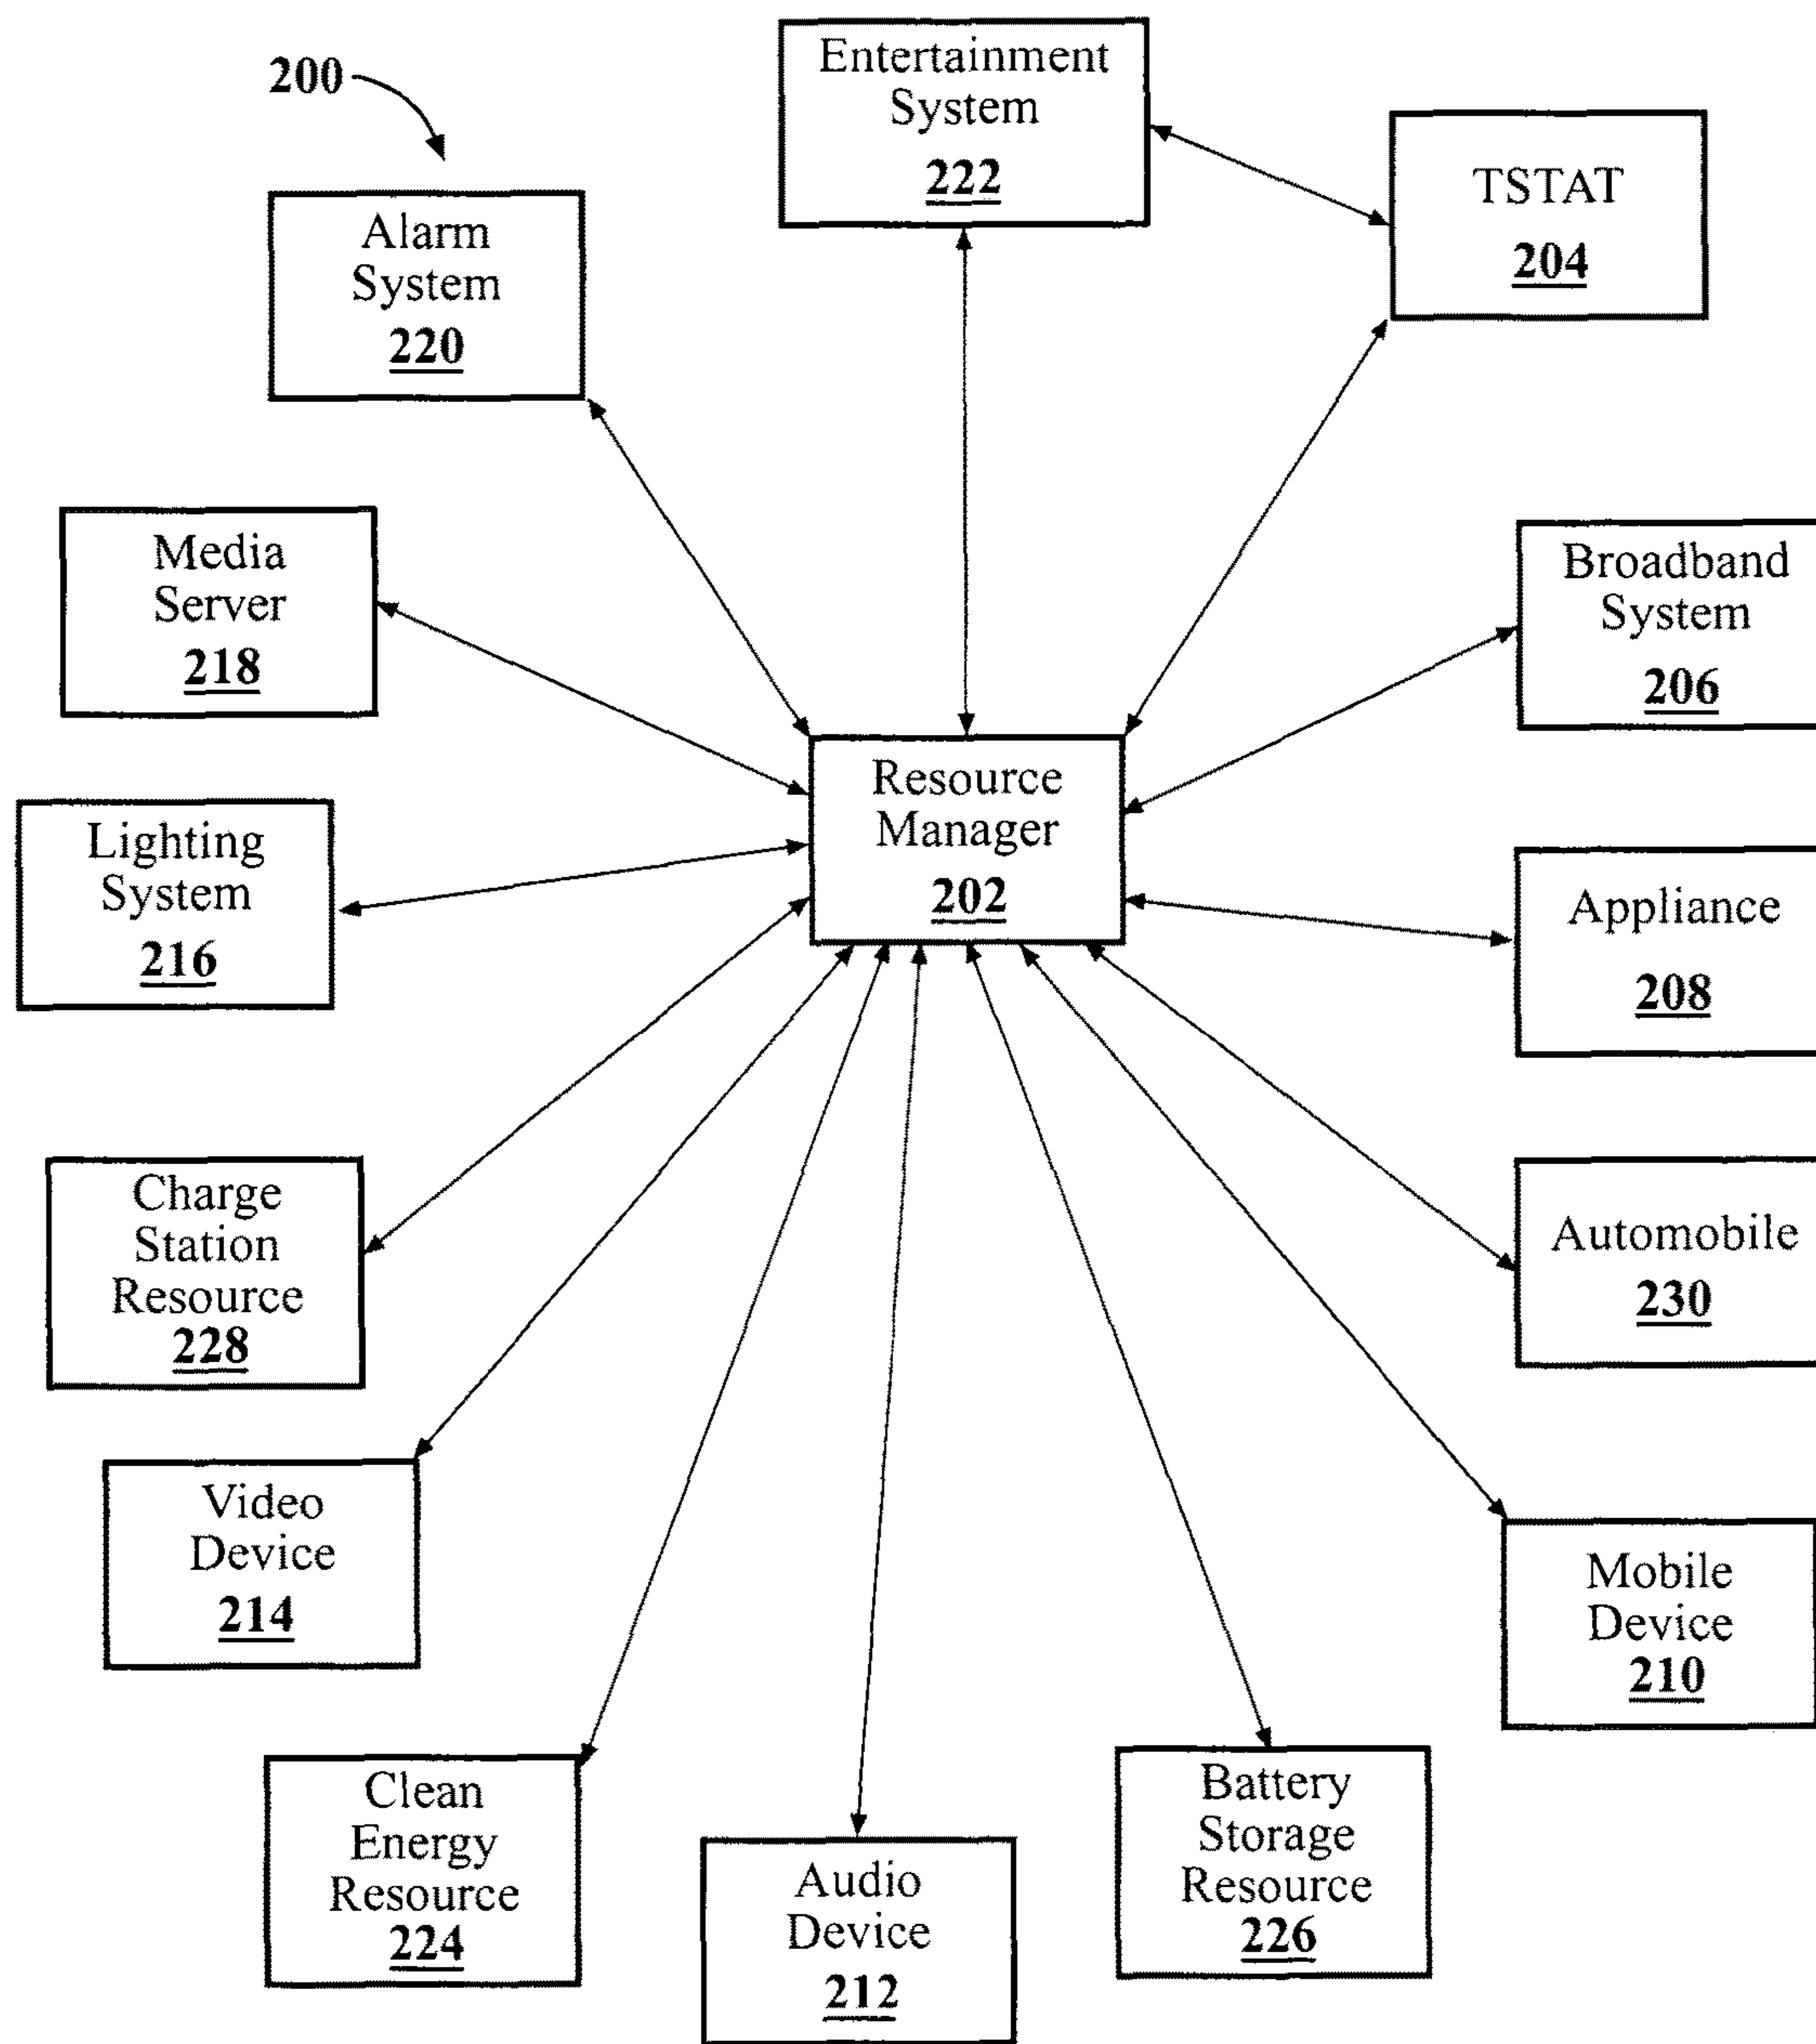 200
Entertainment
System
222
TSTAT
204
Alarm
System
220
Media
Server
218
Broadband
System
206
Resource
Manager
202
Lighting
System
216
Appliance
208
Charge
Station
Resource
228
Automobile
230
Video
Device
214
Mobile
Device
210
Clean
Energy
Resource
224
Audio
Device
212
Battery
Storage
Resource
226